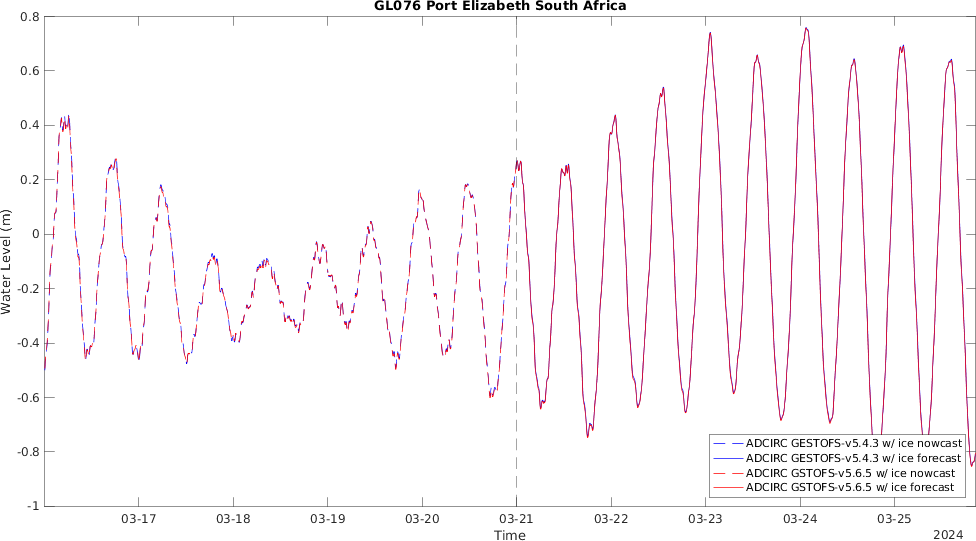 GL076 Port Elizabeth South Africa
0.8
0.6
0.4
0.2
0
-0.2
-0.4
-0.6
-0.8
-1
Water Level (m)
ADCIRC GESTOFS-v5.4.3 w/ ice nowcast
ADCIRC GESTOFS-v5.4.3 w/ ice forecast
ADCIRC GSTOFS-v5.6.5 w/ ice nowcast
ADCIRC GSTOFS-v5.6.5 w/ ice forecast
03-17 03-18 03-19 03-20 03-21 03-22 03-23 03-24 03-25
Time
2024